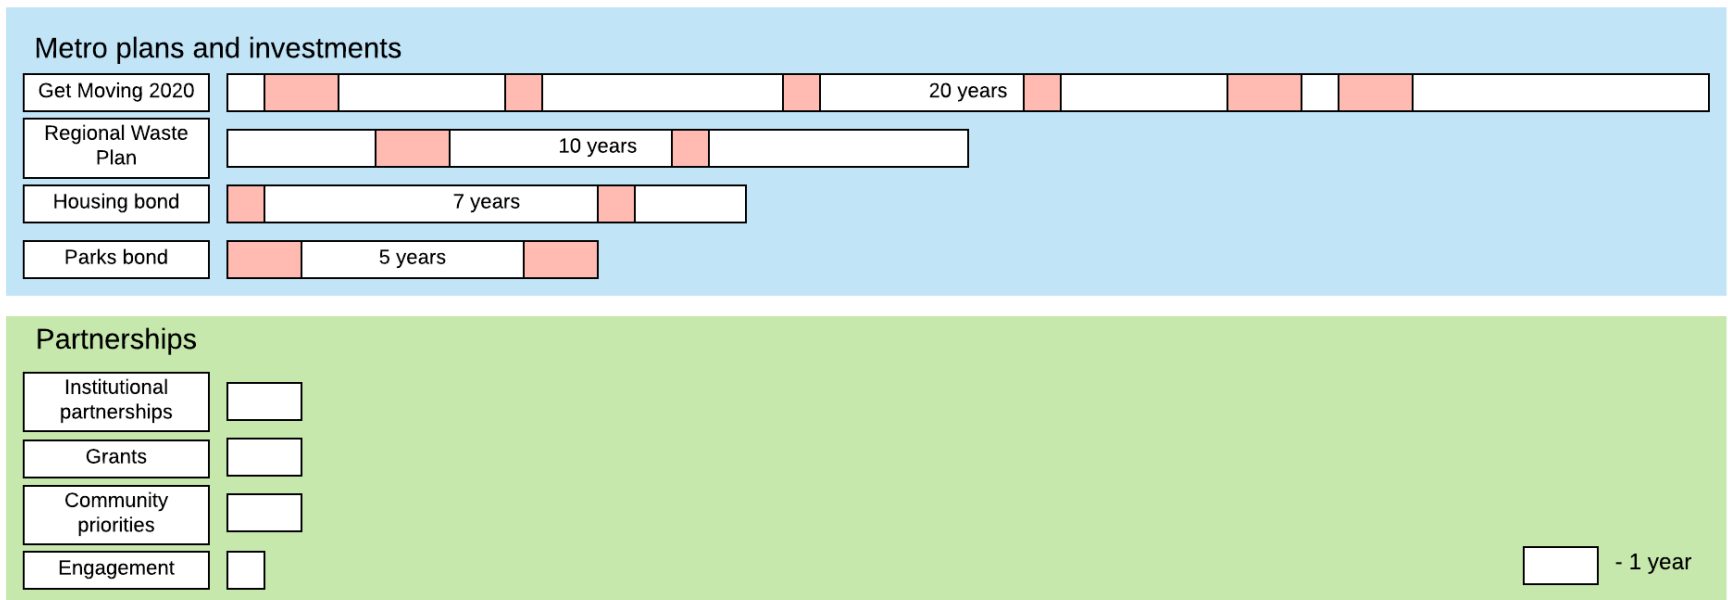 Metro plans and investments
Get Moving 2020
20 years
Regional Waste
Plan
10 years
Housing bond
7 years
Parks bond
5 years
Partnerships
Institutional
partnerships
Grants
Community
priorities
Engagement
- 1 year